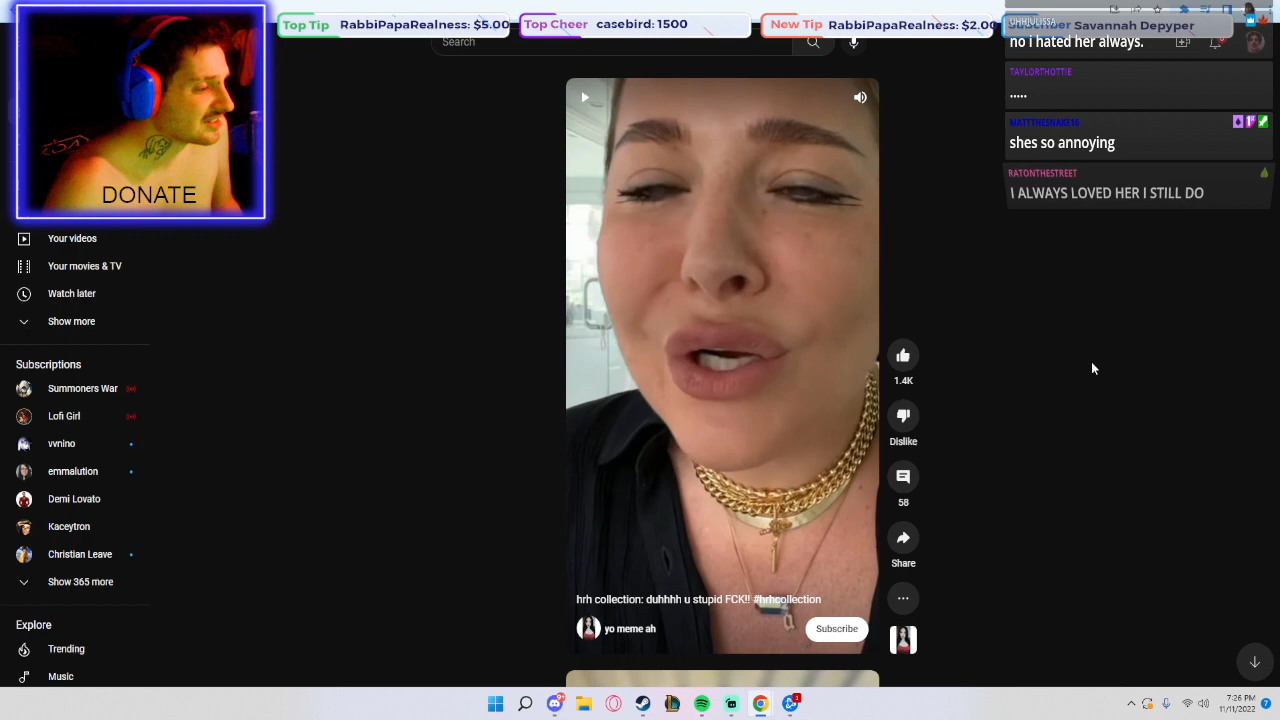 Top Tip RabbiPapaRealness: $5.00
Top Cheer casebird: 1500
New Tip RabbiPapaRealness: $2.00
Savannah Depyper
Search
DONATE
Your videos
Your movies & TV
Watch later
Show more
Subscriptions
Summoners War
Lofi Girl
vvnino
emmalution
Demi Lovato
Kaceytron
Christian Leave
Show 365 more
Explore
Trending
Music
1.4K
Dislike
58
Share
hrh collection: duhhhh u stupid FCK!! #hrhcollection
yo meme ah
Subscribe
UHHJULISSA
no i hated her always.
TAYLORTHOTTIE
.....
MATTTHESNAKE16
shes so annoying
RATONTHESTREET
I ALWAYS LOVED HER I STILL DO
1:26 PM
11/11/2022